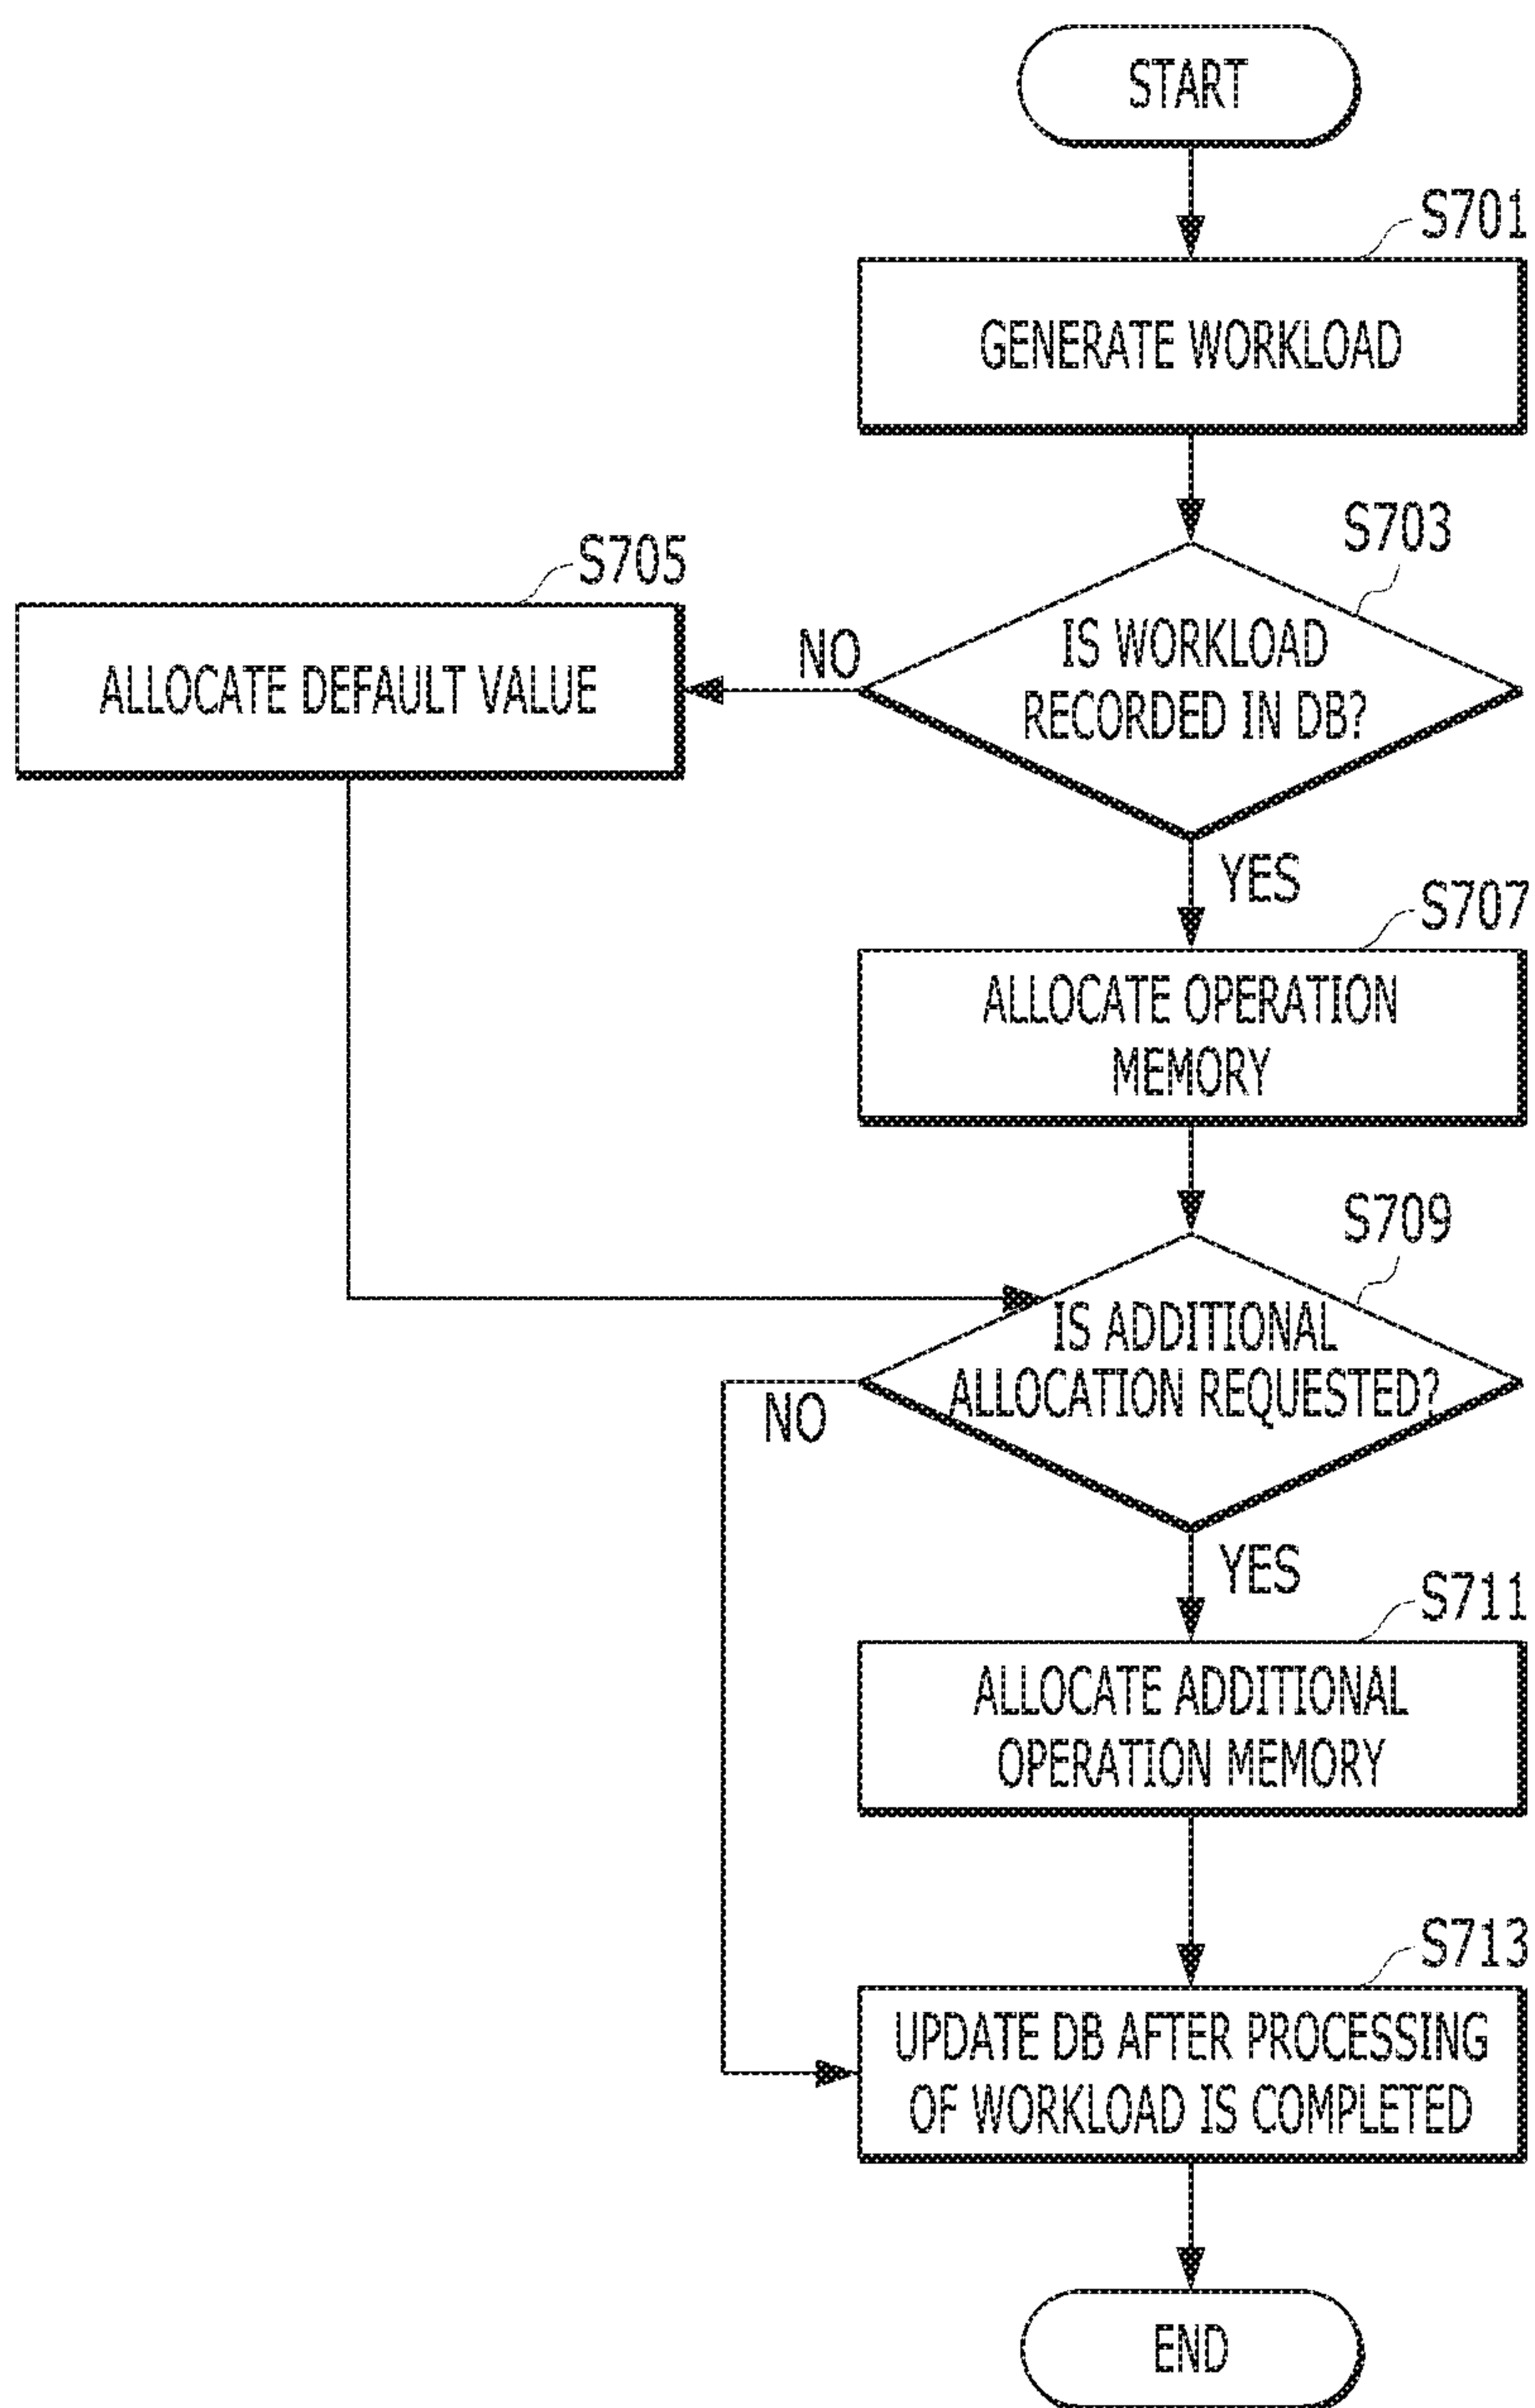 START
S701
GENERATE WORKLOAD
S703
IS WORKLOAD
RECORDED IN DB?
NO
S705
ALLOCATE DEFAULT VALUE
YES
S707
ALLOCATE OPERATION
MEMORY
S709
IS ADDITIONAL
ALLOCATION REQUESTED?
NO
YES
S711
ALLOCATE ADDITIONAL
OPERATION MEMORY
S713
UPDATE DB AFTER PROCESSING
OF WORKLOAD IS COMPLETED
END